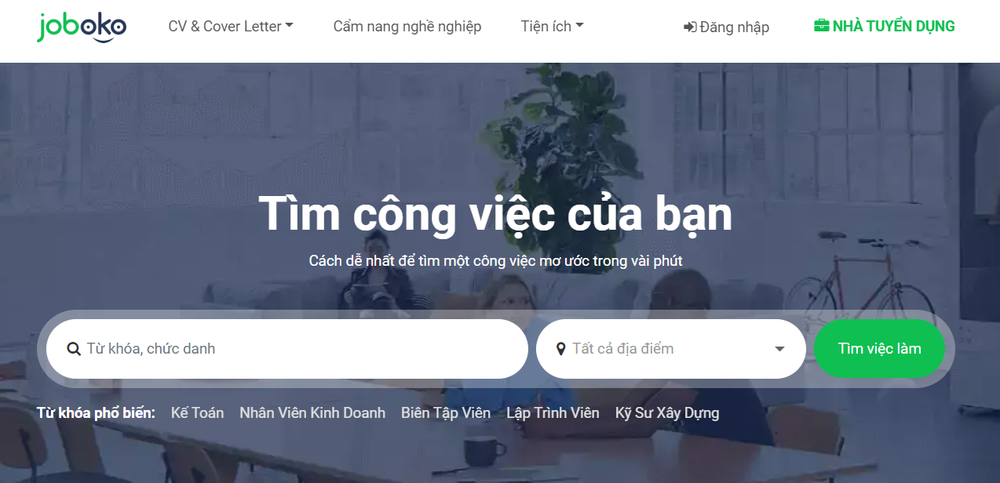 joboko CV & Cover Letter Cẩm nang nghề nghiệp Tiện ích Đăng nhập NHÀ TUYỂN DỤNG
Tìm công việc của bạn
Cách dễ nhất để tìm một công việc mơ ước trong vài phút
Từ khóa, chức danh Tất cả địa điểm Tìm việc làm
Từ khóa phổ biến: Kế Toán Nhân Viên Kinh Doanh Biên Tập Viên Lập Trình Viên Kỹ Sư Xây Dựng